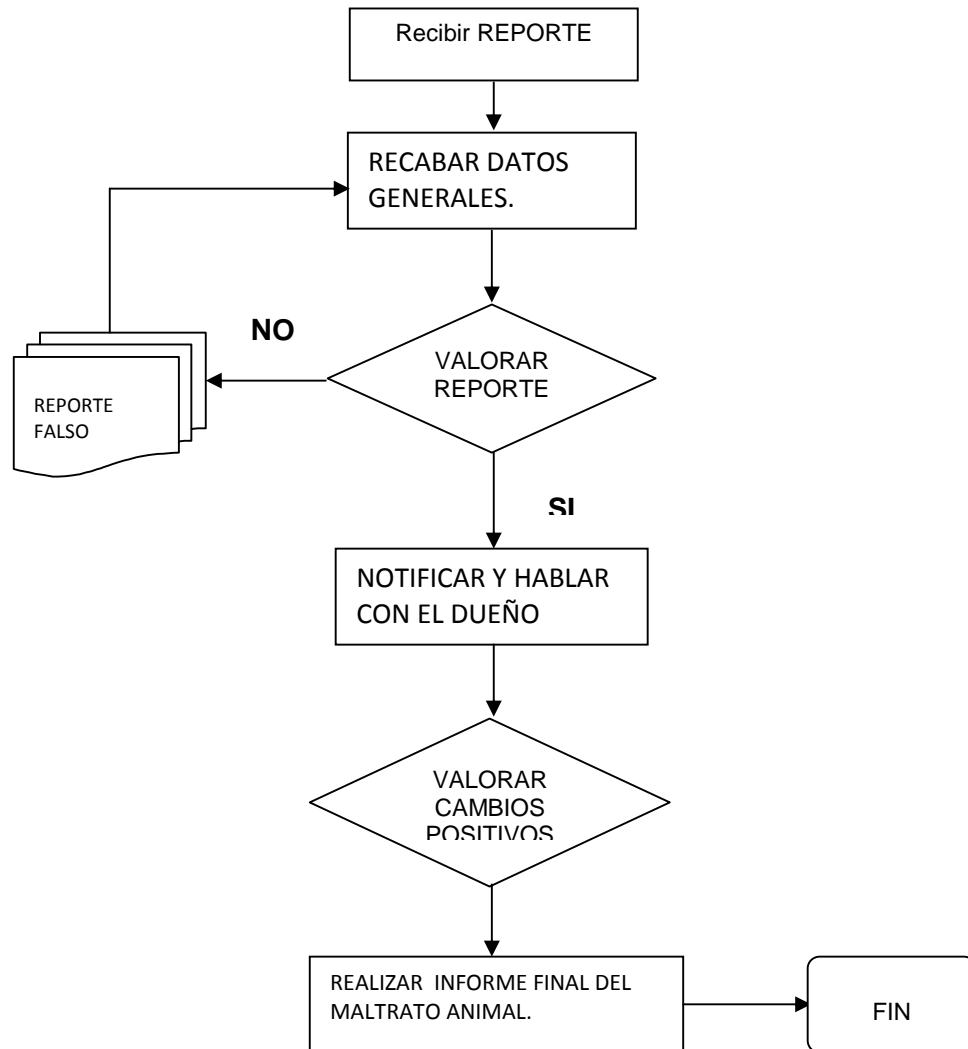 Recibir REPORTE
RECABAR DATOS
GENERALES.
NO
VALORAR
REPORTE
REPORTE
FALSO
SI
NOTIFICAR Y HABLAR
CON EL DUEÑO
VALORAR
CAMBIOS
POSITIVOS
REALIZAR INFORME FINAL DEL
MALTRATO ANIMAL.
FIN